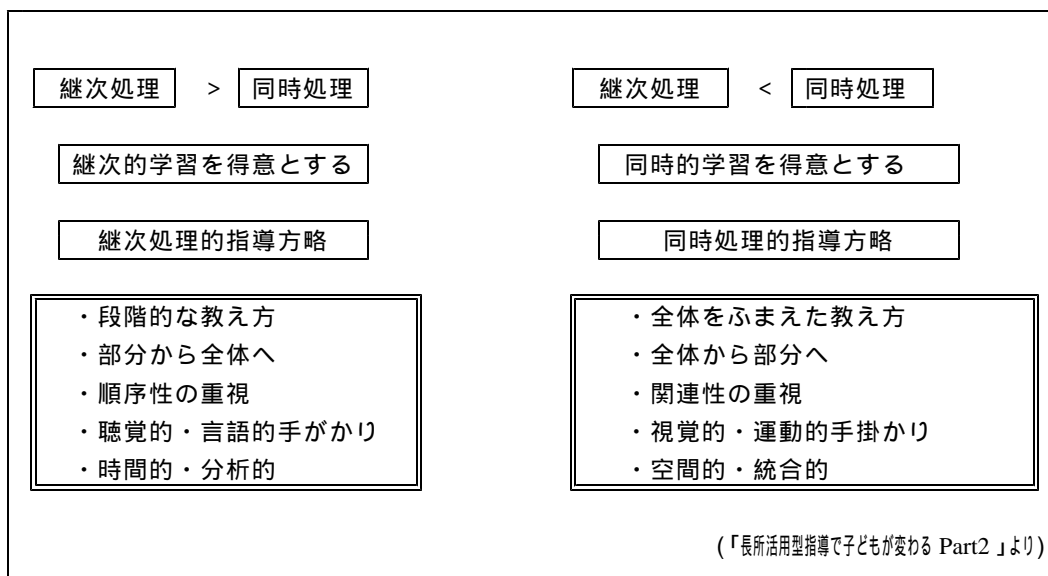 継次処理 > 同時処理
継次的学習を得意とする
継次処理的指導方略
・段階的な教え方
・部分から全体へ
・順序性の重視
・聴覚的・言語的手がかり
・時間的・分析的
継次処理 < 同時処理
同時的学習を得意とする
同時処理的指導方略
・全体をふまえた教え方
・全体から部分へ
・関連性の重視
・視覚的・運動的手掛かり
・空間的・統合的
(「長所活用型指導で子どもが変わる Part2 」より)